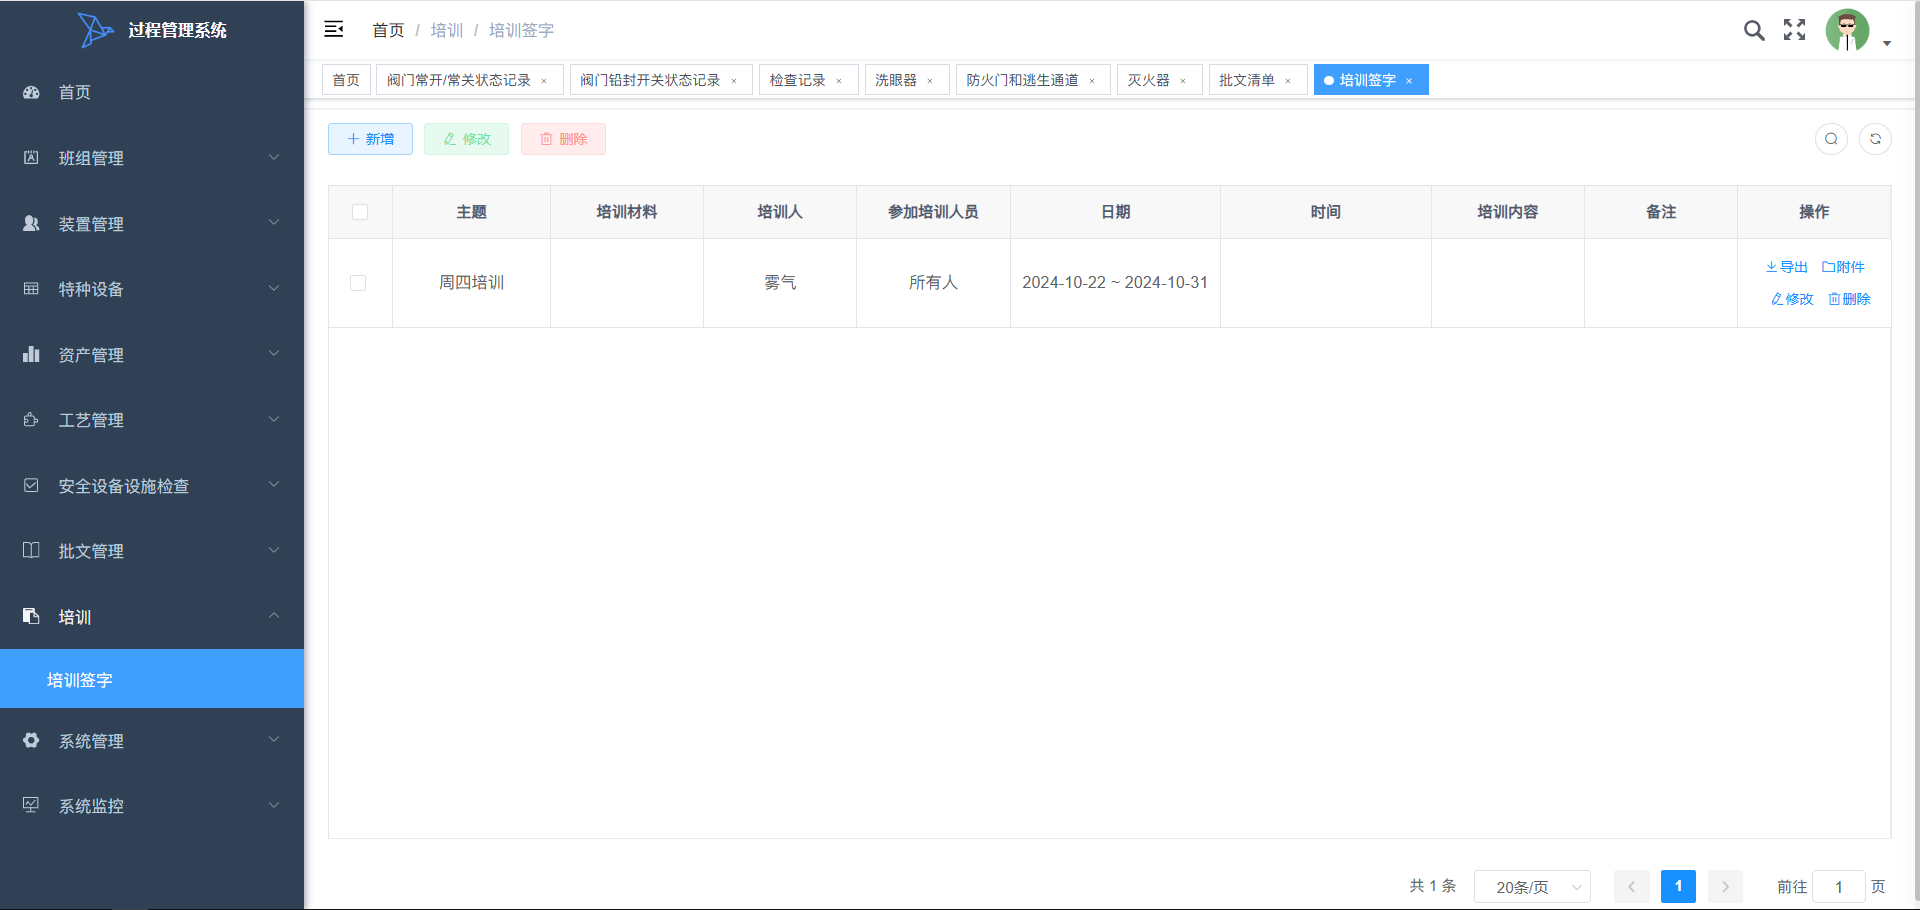 过程管理系统
首页 / 培训 / 培训签字
首页 阀门常开/常关状态记录 × 阀门铅封开关状态记录 × 检查记录 × 洗眼器 × 防火门和逃生通道 × 灭火器 × 批文清单 × 培训签字 ×
首页
班组管理
装置管理
特种设备
资产管理
工艺管理
安全设备设施检查
批文管理
培训
培训签字
系统管理
系统监控
新增 修改 删除
主题 培训材料 培训人 参加培训人员 日期 时间 培训内容 备注 操作
周四培训 雾气 所有人 2024-10-22 ~ 2024-10-31
导出 附件
修改 删除
共 1 条 20条/页 1 前往 1 页